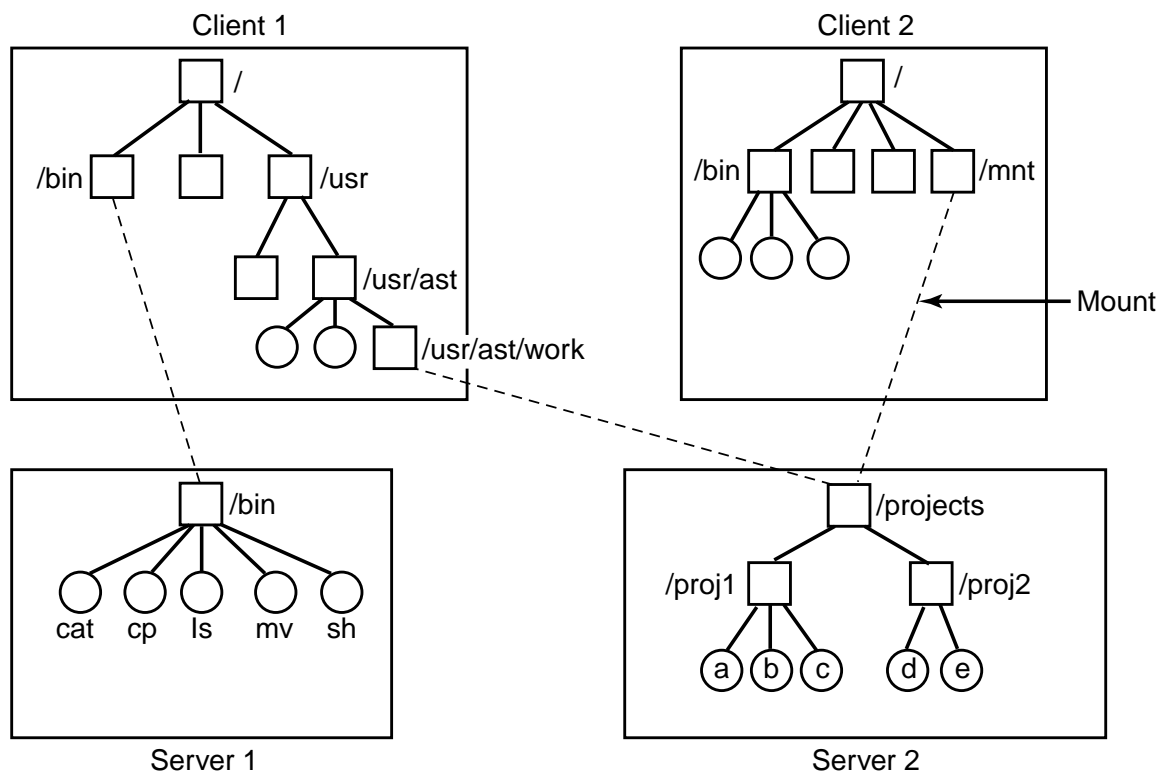 Client 1
Client 2
/
/
/bin
/usr
/bin
/mnt
/usr/ast
Mount
/usr/ast/work
/bin
/projects
/proj1
/proj2
cat cp ls mv sh
a b c d e
Server 1
Server 2